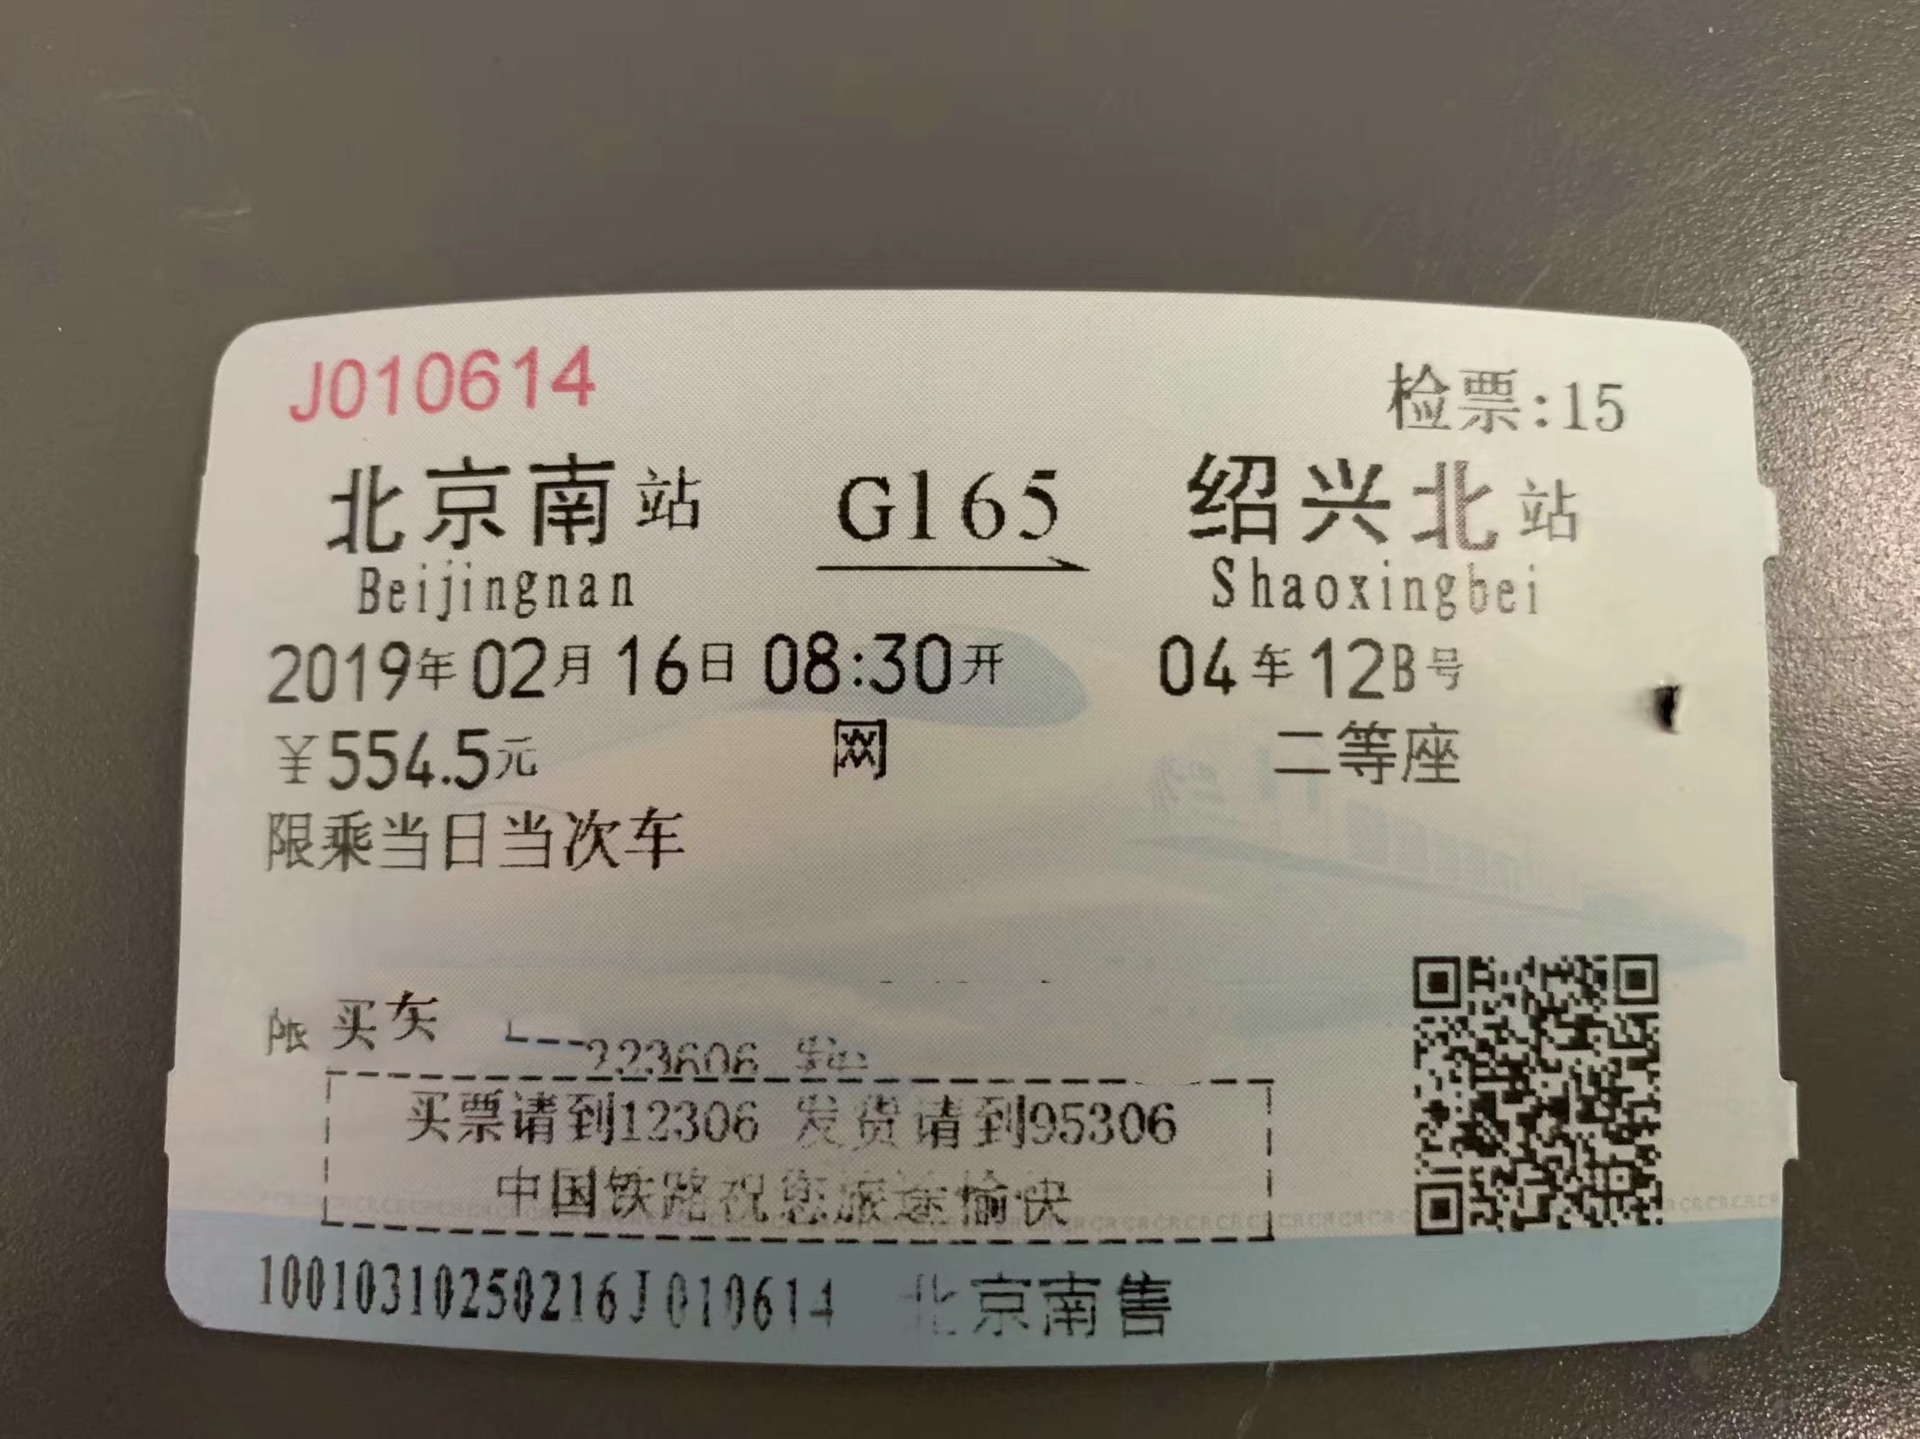 J010614
检票:15
北京南站 G165 绍兴北站
Beijingnan Shaoxingbei
2019年02月16日 08:30开 04车12B号
¥554.5元 网 二等座
限乘当日当次车
买票请到12306 发货请到95306
中国铁路祝您旅途愉快
10010310250216J010614 北京南售